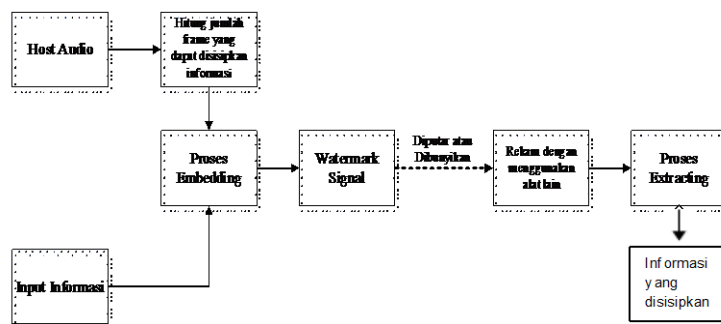 Host Audio
Hitung jumlah
frame yang
dapat disisipkan
informasi
Proses
Embedding
Watermark
Signal
Diputar atau
Dibunyikan
Rekam dengan
menggunakan
alat lain
Proses
Extracting
Input Informasi
Informasi
yang
disisipkan